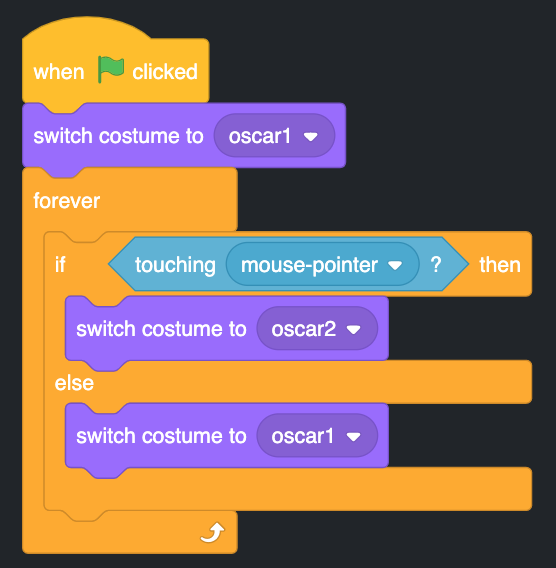 when clicked
switch costume to oscar1
forever
if touching mouse-pointer ? then
switch costume to oscar2
else
switch costume to oscar1